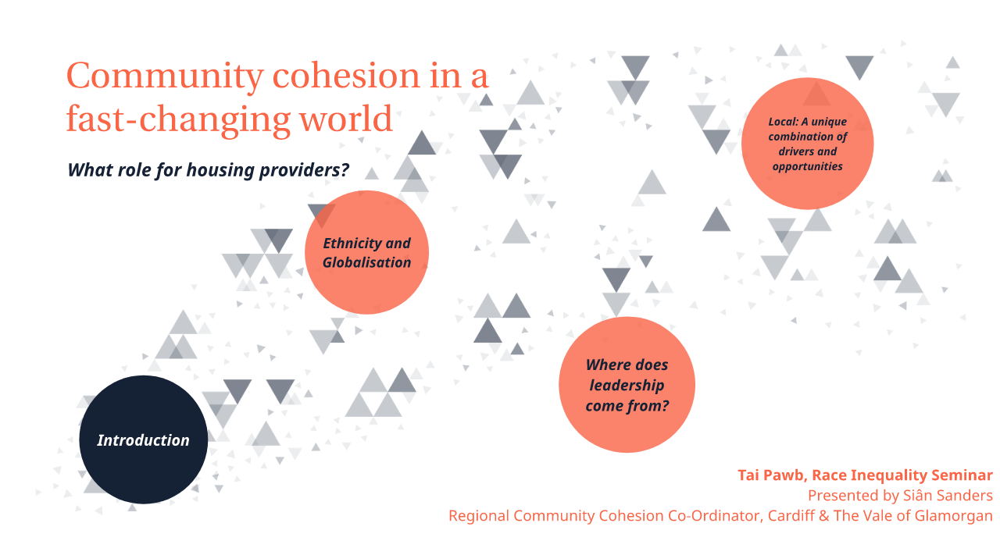 Community cohesion in a
fast-changing world
What role for housing providers?
Local: A unique
combination of
drivers and
opportunities
Ethnicity and
Globalisation
Where does
leadership
come from?
Introduction
Tai Pawb, Race Inequality Seminar
Presented by Siân Sanders
Regional Community Cohesion Co-Ordinator, Cardiff & The Vale of Glamorgan